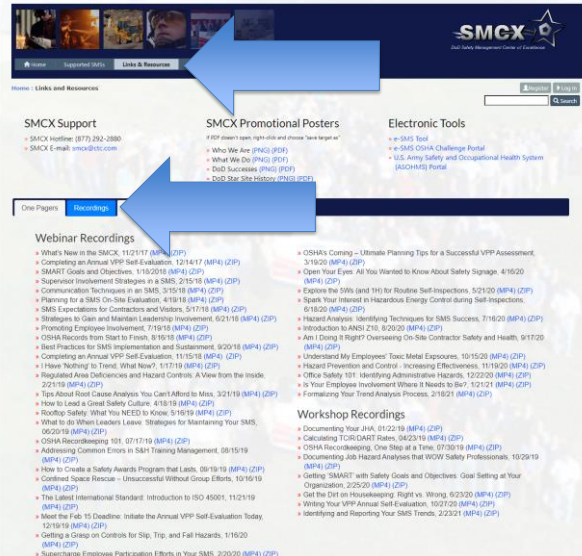 SMCX
DoD Safety Management Center of Excellence
Home Supported SMSs Links & Resources
Home : Links and Resources
Register Log In
Search
SMCX Support
» SMCX Hotline: (877) 292-2880
» SMCX E-mail: smcx@ctc.com
SMCX Promotional Posters
If PDF doesn't open, right-click and choose "save target as"
» Who We Are (PNG) (PDF)
» What We Do (PNG) (PDF)
» DoD Successes (PNG) (PDF)
» DoD Star Site History (PNG) (PDF)
Electronic Tools
» e-SMS Tool
» e-SMS OSHA Challenge Portal
» U.S. Army Safety and Occupational Health System
(ASOHMS) Portal
One Pagers Recordings
Webinar Recordings
» What's New in the SMCX, 11/21/17 (MP4) (ZIP)
» Completing an Annual VPP Self-Evaluation, 12/14/17 (MP4) (ZIP)
» SMART Goals and Objectives, 1/18/2018 (MP4) (ZIP)
» Supervisor Involvement Strategies in a SMS, 2/15/18 (MP4) (ZIP)
» Communication Techniques in an SMS, 3/15/18 (MP4) (ZIP)
» Planning for a SMS On-Site Evaluation, 4/19/18 (MP4) (ZIP)
» SMS Expectations for Contractors and Visitors, 5/17/18 (MP4) (ZIP)
» Strategies to Gain and Maintain Leadership Involvement, 6/21/18 (MP4) (ZIP)
» Promoting Employee Involvement, 7/19/18 (MP4) (ZIP)
» OSHA Records from Start to Finish, 8/16/18 (MP4) (ZIP)
» Best Practices for SMS Implementation and Sustainment, 9/20/18 (MP4) (ZIP)
» Completing an Annual VPP Self-Evaluation, 11/15/18 (MP4) (ZIP)
» I Have 'Nothing' to Trend. What Now?, 1/17/19 (MP4) (ZIP)
» Regulated Area Deficiencies and Hazard Controls: A View from the Inside,
2/21/19 (MP4) (ZIP)
» Tips About Root Cause Analysis You Can't Afford to Miss, 3/21/19 (MP4) (ZIP)
» How to Lead a Great Safety Culture, 4/18/19 (MP4) (ZIP)
» Rooftop Safety: What You NEED to Know, 5/16/19 (MP4) (ZIP)
» What to do When Leaders Leave: Strategies for Maintaining Your SMS,
06/20/19 (MP4) (ZIP)
» OSHA Recordkeeping 101, 07/17/19 (MP4) (ZIP)
» Addressing Common Errors in S&H Training Management, 08/15/19
(MP4) (ZIP)
» How to Create a Safety Awards Program that Lasts, 09/19/19 (MP4) (ZIP)
» Confined Space Rescue – Unsuccessful Without Group Efforts, 10/16/19
(MP4) (ZIP)
» The Latest International Standard: Introduction to ISO 45001, 11/21/19
(MP4) (ZIP)
» Meet the Feb 15 Deadline: Initiate the Annual VPP Self-Evaluation Today,
12/19/19 (MP4) (ZIP)
» Getting a Grasp on Controls for Slip, Trip, and Fall Hazards, 1/16/20
(MP4) (ZIP)
» Supercharge Employee Participation Efforts in Your SMS, 2/20/20 (MP4) (ZIP)
» OSHA's Coming – Ultimate Planning Tips for a Successful VPP Assessment,
3/19/20 (MP4) (ZIP)
» Open Your Eyes: All You Wanted to Know About Safety Signage, 4/16/20
(MP4) (ZIP)
» Explore the 5Ws (and 1H) for Routine Self-Inspections, 5/21/20 (MP4) (ZIP)
» Spark Your Interest in Hazardous Energy Control during Self-Inspections,
6/18/20 (MP4) (ZIP)
» Hazard Analysis: Identifying Techniques for SMS Success, 7/16/20 (MP4) (ZIP)
» Introduction to ANSI Z10, 8/20/20 (MP4) (ZIP)
» Am I Doing It Right? Overseeing On-Site Contractor Safety and Health, 9/17/20
(MP4) (ZIP)
» Understand My Employees' Toxic Metal Exposures, 10/15/20 (MP4) (ZIP)
» Hazard Prevention and Control - Increasing Effectiveness, 11/19/20 (MP4) (ZIP)
» Office Safety 101: Identifying Administrative Hazards, 12/22/20 (MP4) (ZIP)
» Is Your Employee Involvement Where It Needs to Be?, 1/21/21 (MP4) (ZIP)
» Formalizing Your Trend Analysis Process, 2/18/21 (MP4) (ZIP)
Workshop Recordings
» Documenting Your JHA, 01/22/19 (MP4) (ZIP)
» Calculating TCIR/DART Rates, 04/23/19 (MP4) (ZIP)
» OSHA Recordkeeping, One Step at a Time, 07/30/19 (MP4) (ZIP)
» Documenting Job Hazard Analyses that WOW Safety Professionals, 10/29/19
(MP4) (ZIP)
» Getting 'SMART' with Safety Goals and Objectives: Goal Setting at Your
Organization, 2/25/20 (MP4) (ZIP)
» Get the Dirt on Housekeeping: Right vs. Wrong, 6/23/20 (MP4) (ZIP)
» Writing Your VPP Annual Self-Evaluation, 10/27/20 (MP4) (ZIP)
» Identifying and Reporting Your SMS Trends, 2/23/21 (MP4) (ZIP)